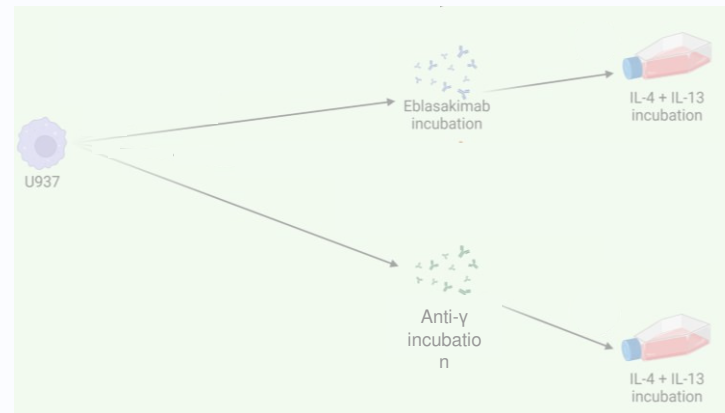 Eblasakimab
incubation
IL-4 + IL-13
incubation
U937
Anti-γ
incubatio
n
IL-4 + IL-13
incubation